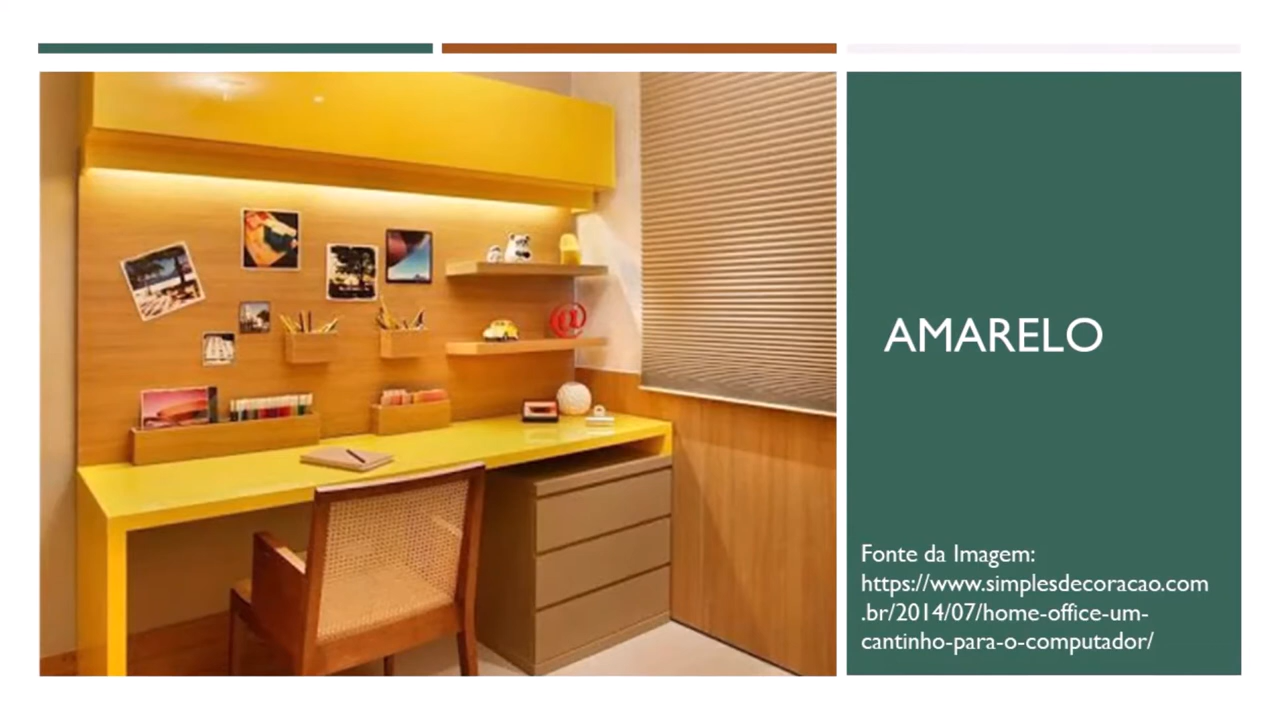 AMARELO
Fonte da Imagem:
https://www.simplesdecoracao.com
.br/2014/07/home-office-um-
cantinho-para-o-computador/
@